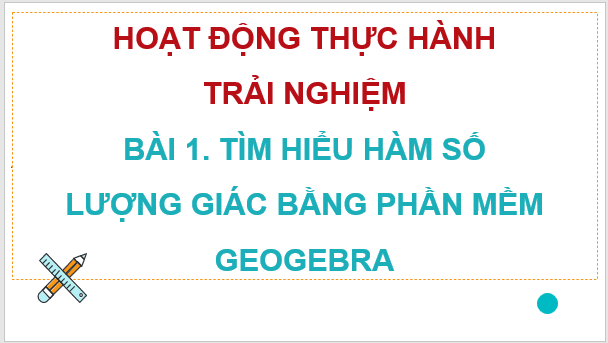 HOẠT ĐỘNG THỰC HÀNH
TRẢI NGHIỆM
BÀI 1. TÌM HIỂU HÀM SỐ
LƯỢNG GIÁC BẰNG PHẦN MỀM
GEOGEBRA